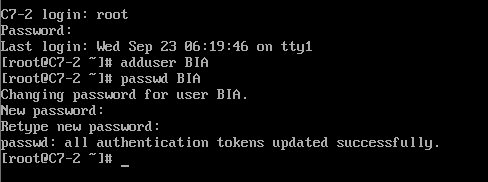 C7-2 login: root
Password:
Last login: Wed Sep 23 06:19:46 on tty1
[root@C7-2 ~]# adduser BIA
[root@C7-2 ~]# passwd BIA
Changing password for user BIA.
New password:
Retype new password:
passwd: all authentication tokens updated successfully.
[root@C7-2 ~]# _